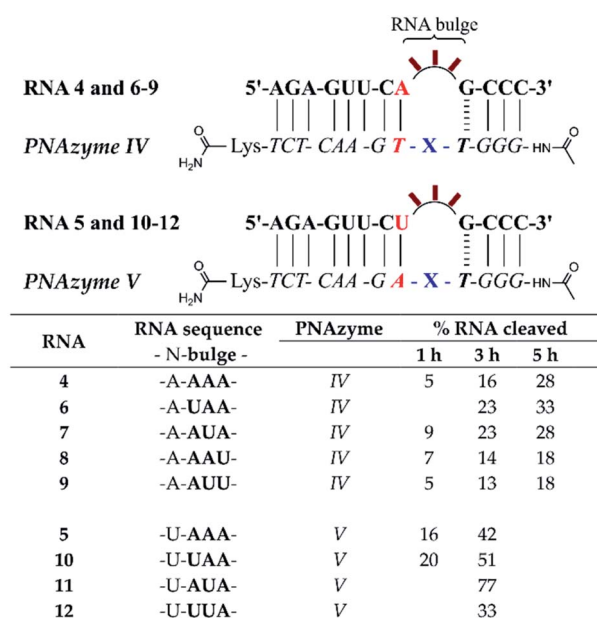 RNA bulge
RNA 4 and 6-9 5'-AGA-GUU-CA G-CCC-3'
PNAzyme IV H₂N O Lys-TCT- CAA -G T - X - T -GGG-HN O
RNA 5 and 10-12 5'-AGA-GUU-CU G-CCC-3'
PNAzyme V H₂N O Lys-TCT- CAA -G A - X - T -GGG-HN O
RNA RNA sequence PNAzyme % RNA cleaved
- N-bulge - 1 h 3 h 5 h
4 -A-AAA- IV 5 16 28
6 -A-UAA- IV 23 33
7 -A-AUA- IV 9 23 28
8 -A-AAU- IV 7 14 18
9 -A-AUU- IV 5 13 18
5 -U-AAA- V 16 42
10 -U-UAA- V 20 51
11 -U-AUA- V 77
12 -U-UUA- V 33